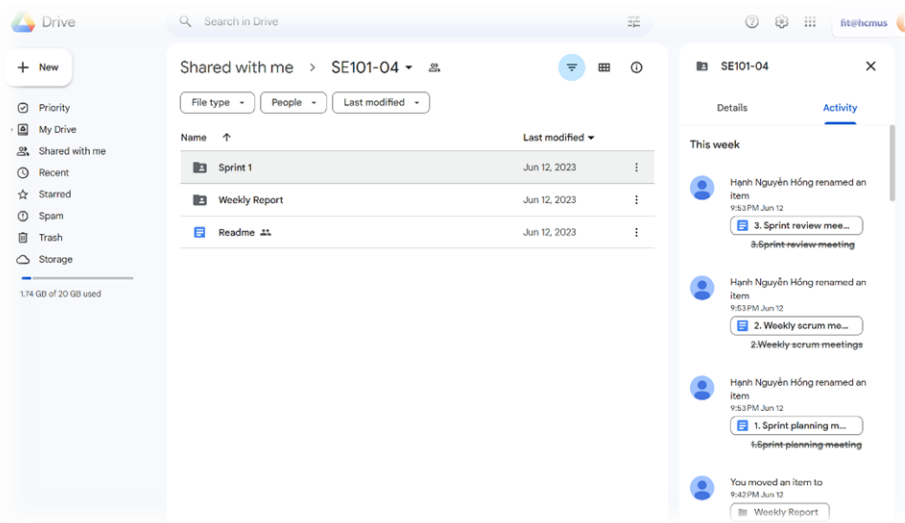 Drive
Search in Drive
fit@hcmus
New
Priority
My Drive
Shared with me
Recent
Starred
Spam
Trash
Storage
1.74 GB of 20 GB used
Shared with me > SE101-04
File type
People
Last modified
Name
Last modified
Sprint 1
Jun 12, 2023
Weekly Report
Jun 12, 2023
Readme
Jun 12, 2023
SE101-04
Details
Activity
This week
Hạnh Nguyễn Hồng renamed an
item
9:53 PM Jun 12
3. Sprint review mee...
3.Sprint review meeting
Hạnh Nguyễn Hồng renamed an
item
9:53 PM Jun 12
2. Weekly scrum me...
2.Weekly scrum meetings
Hạnh Nguyễn Hồng renamed an
item
9:53 PM Jun 12
1. Sprint planning m...
1.Sprint planning meeting
You moved an item to
9:42 PM Jun 12
Weekly Report